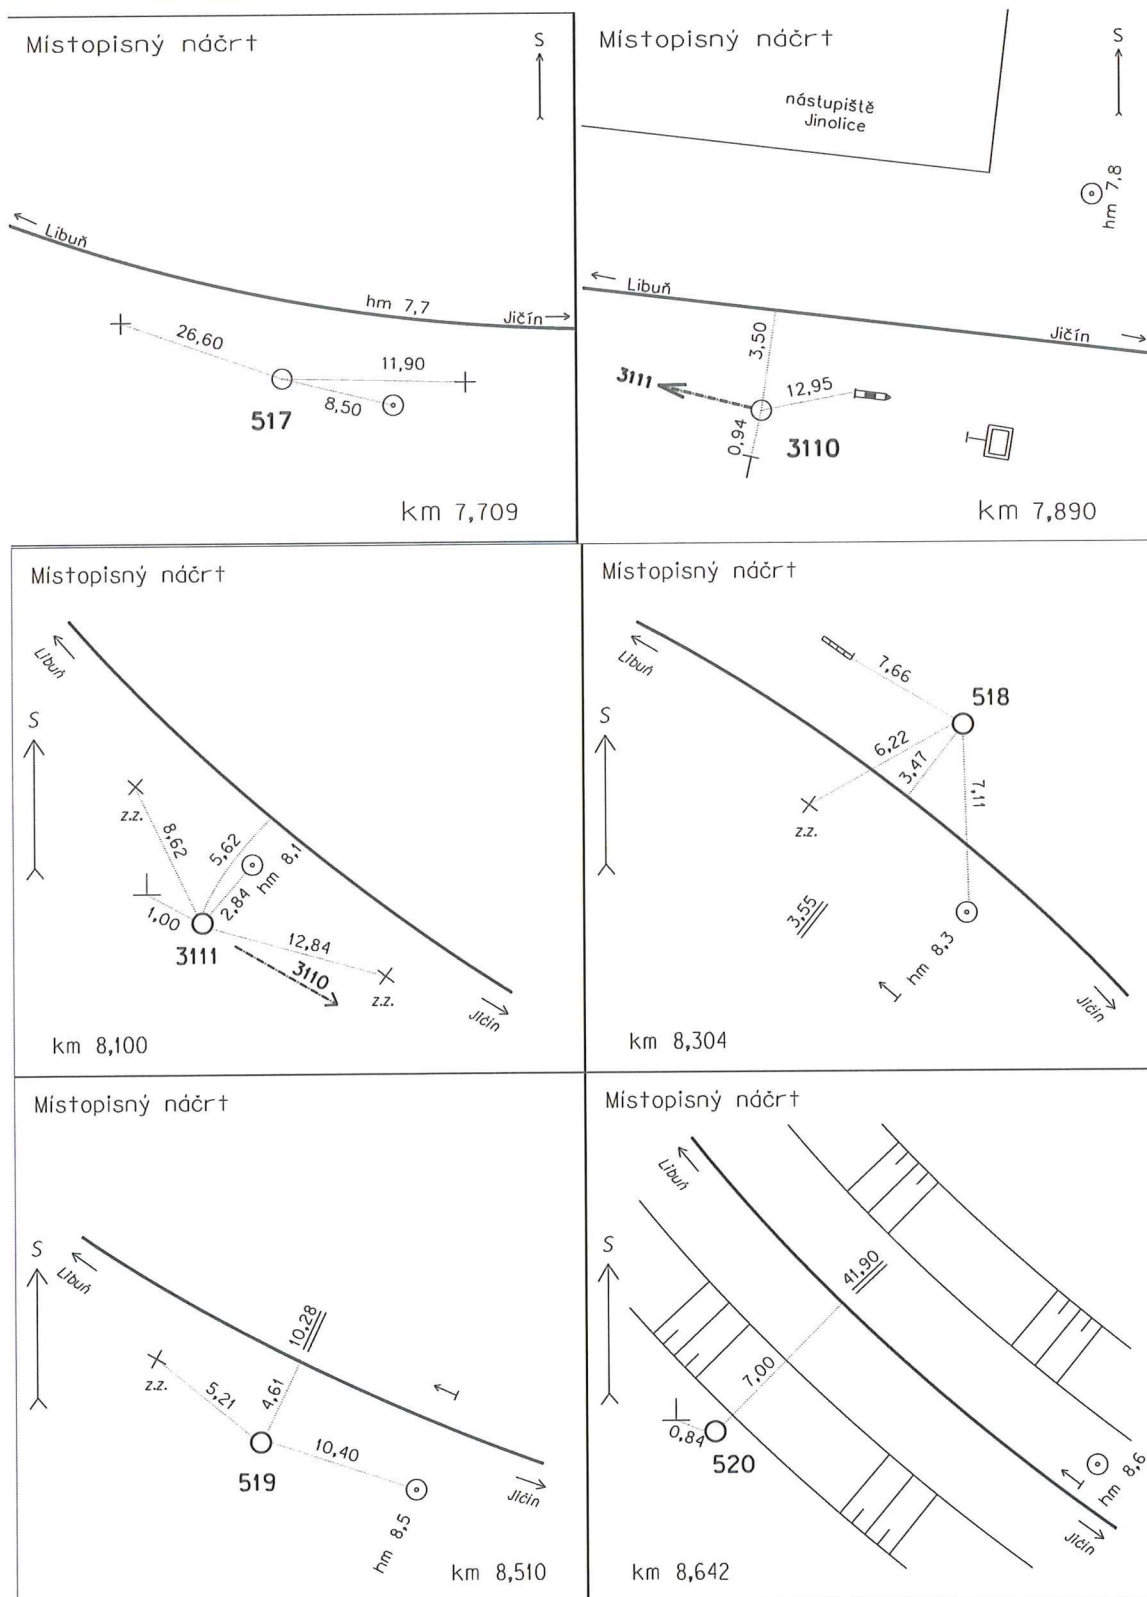 Místopisný náčrt
S
Libuň
hm 7,7
Jičín
26,60
11,90
8,50
517
km 7,709
Místopisný náčrt
S
nástupiště
Jinolice
hm 7,8
Libuň
Jičín
3,50
3111
12,95
0,94
3110
km 7,890
Místopisný náčrt
Libuň
S
z.z.
8,62
5,62
hm 8,1
2,84
1,00
3111
12,84
3110
z.z.
Jičín
km 8,100
Místopisný náčrt
Libuň
7,66
518
S
6,22
3,47
7,11
z.z.
3,55
hm 8,3
Jičín
km 8,304
Místopisný náčrt
S
Libuň
10,28
z.z.
5,21
4,61
10,40
519
Jičín
hm 8,5
km 8,510
Místopisný náčrt
Libuň
S
41,90
7,00
0,84
520
hm 8,6
Jičín
km 8,642